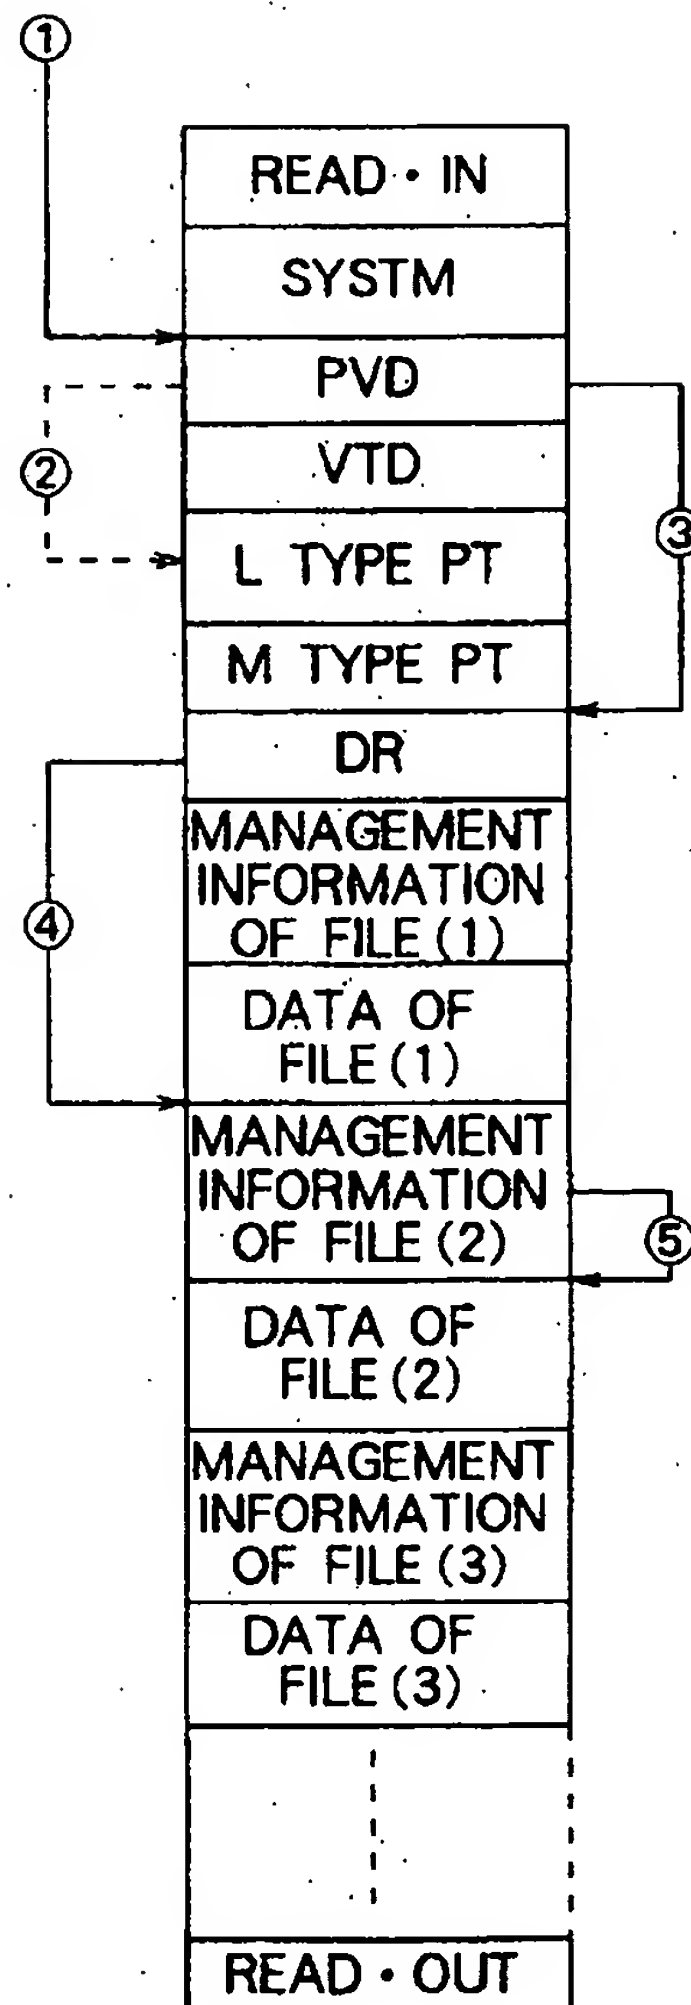 ①
READ・IN
SYSTM
PVD
②
VTD
③
L TYPE PT
M TYPE PT
DR
MANAGEMENT
INFORMATION
OF FILE(1)
④
DATA OF
FILE(1)
MANAGEMENT
INFORMATION
OF FILE(2)
⑤
DATA OF
FILE(2)
MANAGEMENT
INFORMATION
OF FILE(3)
DATA OF
FILE(3)
READ・OUT